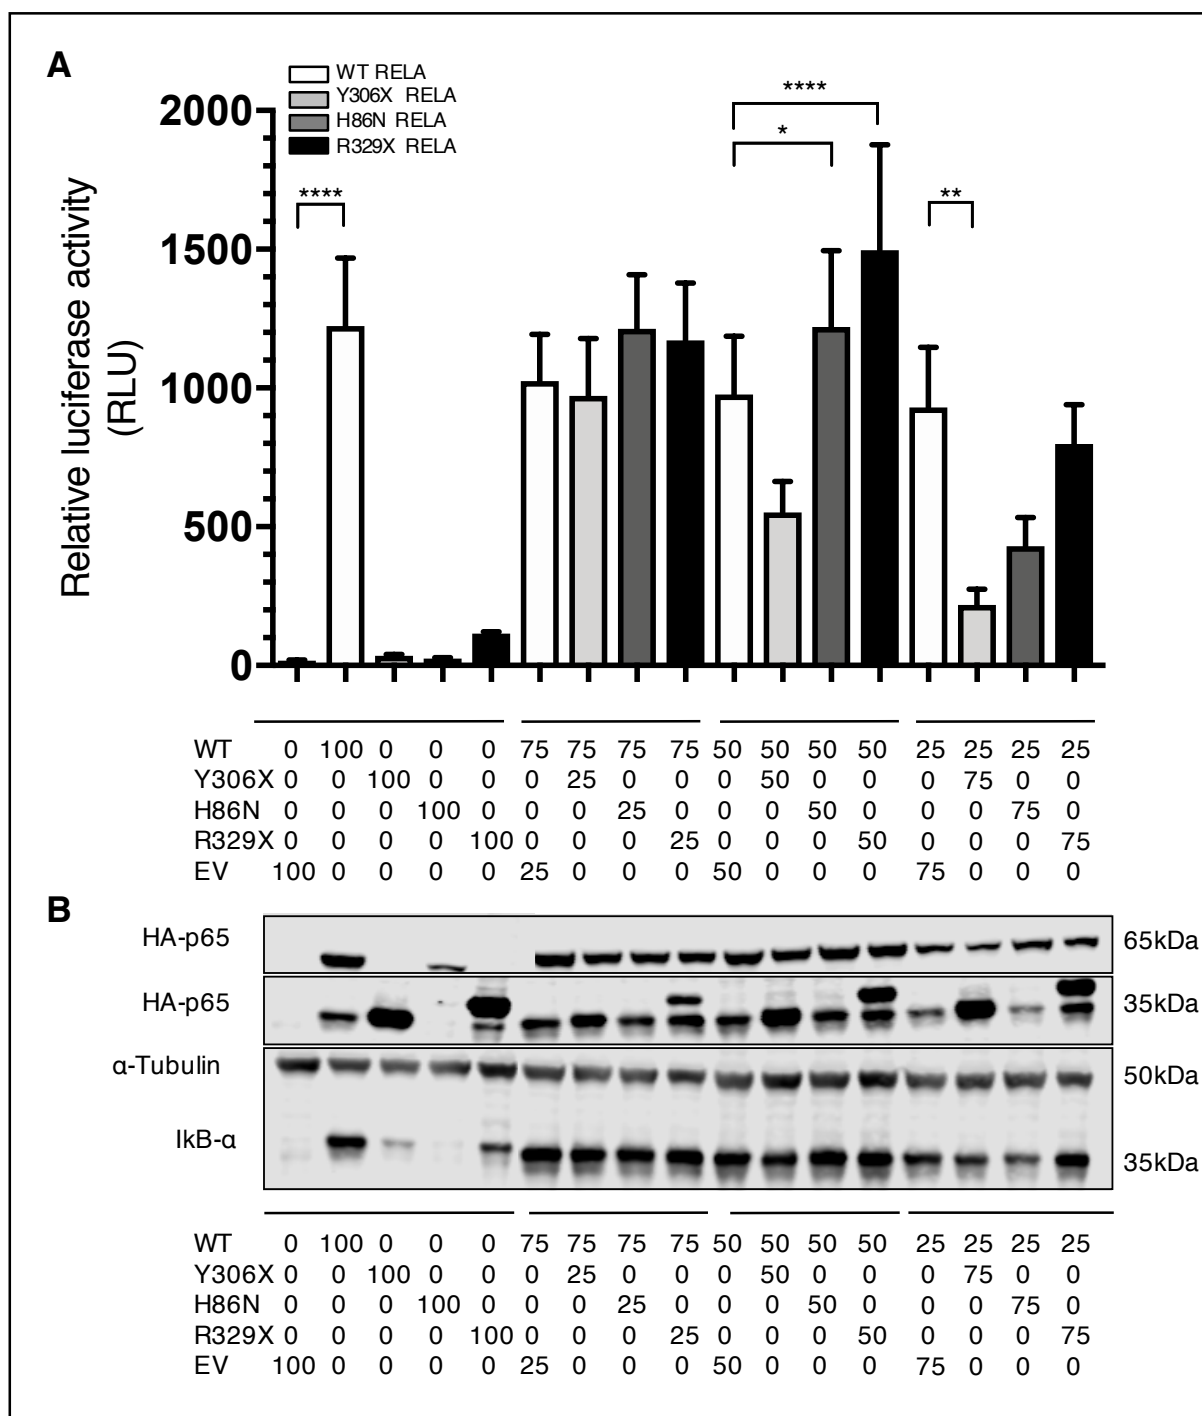 A
WT RELA
Y306X RELA
H86N RELA
R329X RELA
Relative luciferase activity
(RLU)
2000
1500
1000
500
0
****
****
*
**
WT 0 100 0 0 0 75 75 75 75 50 50 50 50 25 25 25 25
Y306X 0 0 100 0 0 0 25 0 0 0 50 0 0 0 75 0 0
H86N 0 0 0 100 0 0 0 25 0 0 0 50 0 0 0 75 0
R329X 0 0 0 0 100 0 0 0 25 0 0 0 50 0 0 0 75
EV 100 0 0 0 0 25 0 0 0 50 0 0 0 75 0 0 0
B
HA-p65 65kDa
HA-p65 35kDa
α-Tubulin 50kDa
IkB-α 35kDa
WT 0 100 0 0 0 75 75 75 75 50 50 50 50 25 25 25 25
Y306X 0 0 100 0 0 0 25 0 0 0 50 0 0 0 75 0 0
H86N 0 0 0 100 0 0 0 25 0 0 0 50 0 0 0 75 0
R329X 0 0 0 0 100 0 0 0 25 0 0 0 50 0 0 0 75
EV 100 0 0 0 0 25 0 0 0 50 0 0 0 75 0 0 0